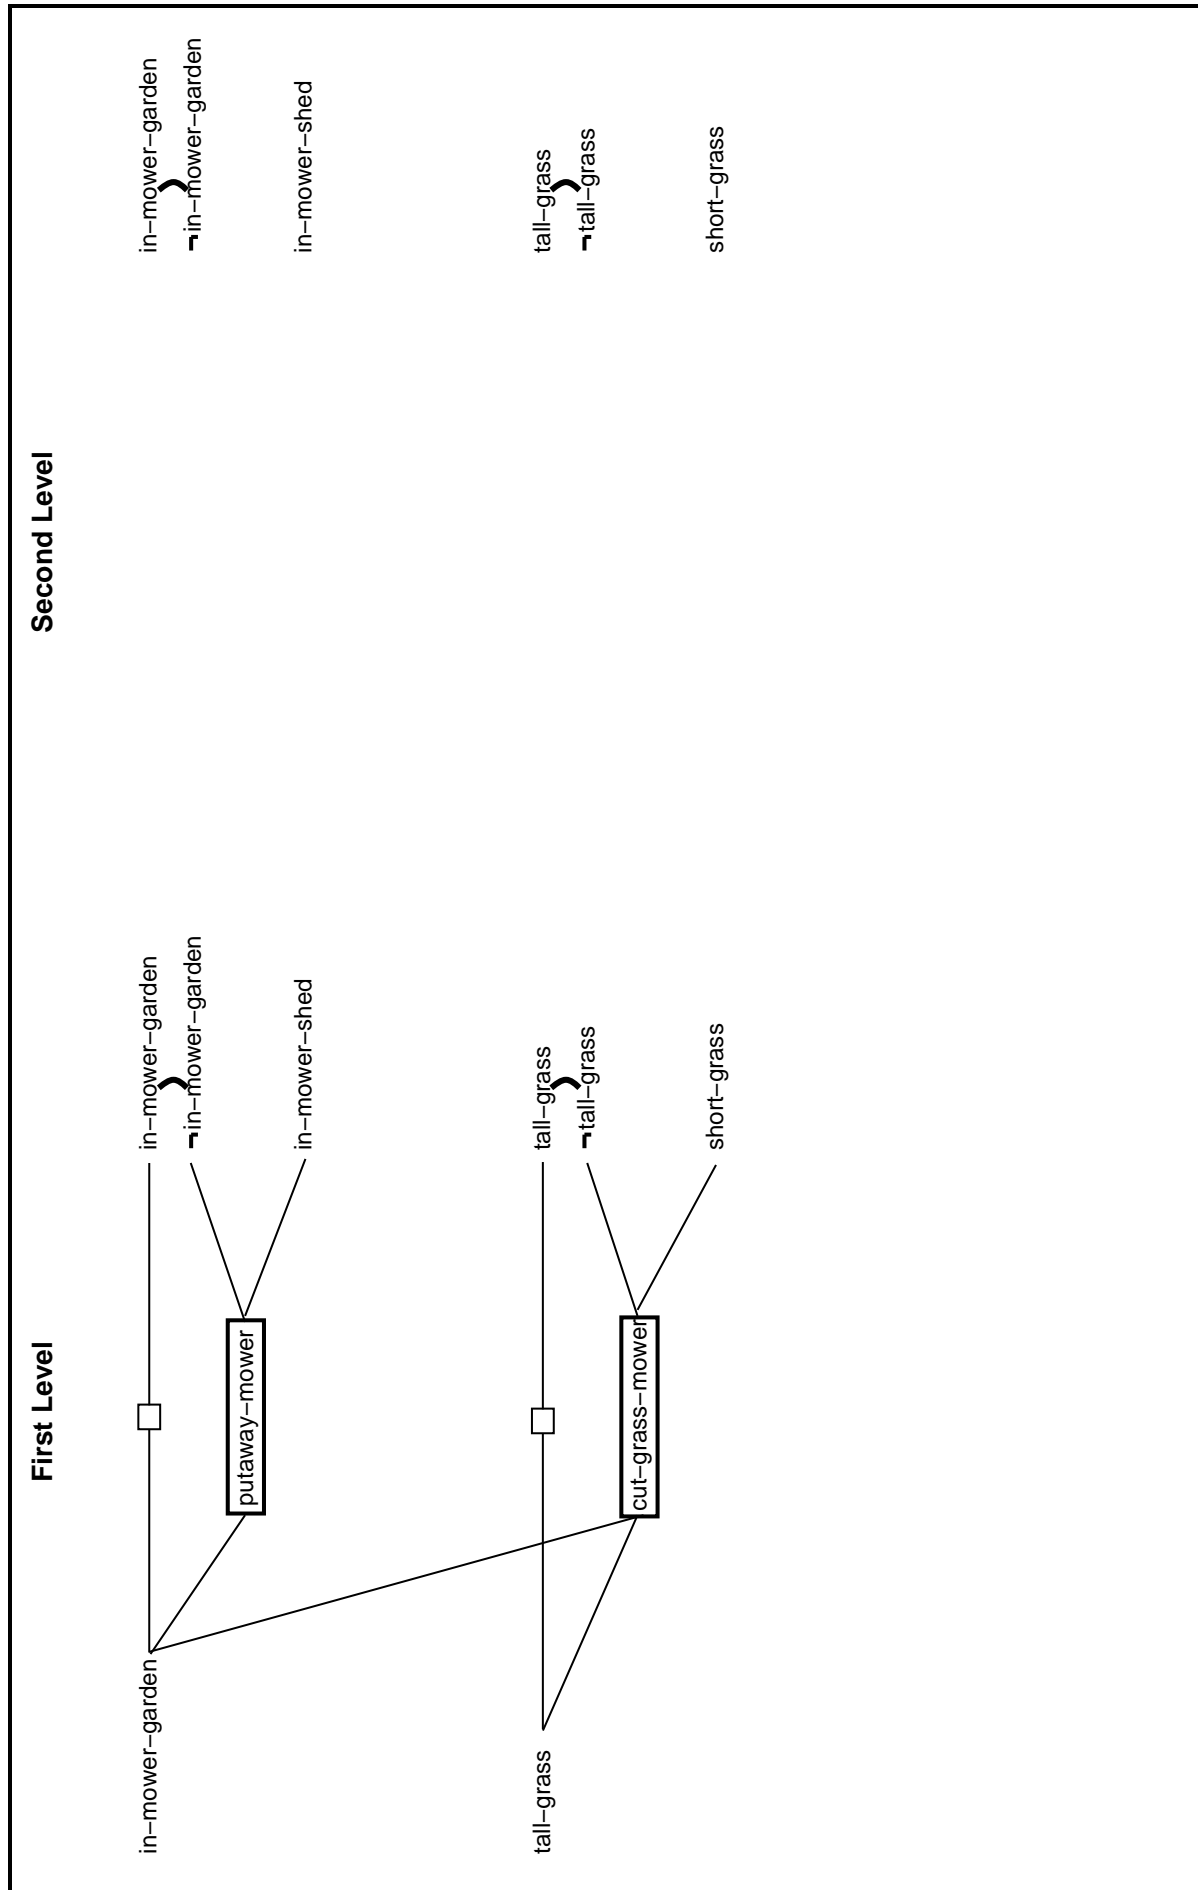 First Level
Second Level
in–mower–garden
in–mower–garden
in–mower–garden
¬in–mower–garden
¬in–mower–garden
putaway–mower
in–mower–shed
in–mower–shed
tall–grass
tall–grass
tall–grass
¬tall–grass
¬tall–grass
cut–grass–mower
short–grass
short–grass